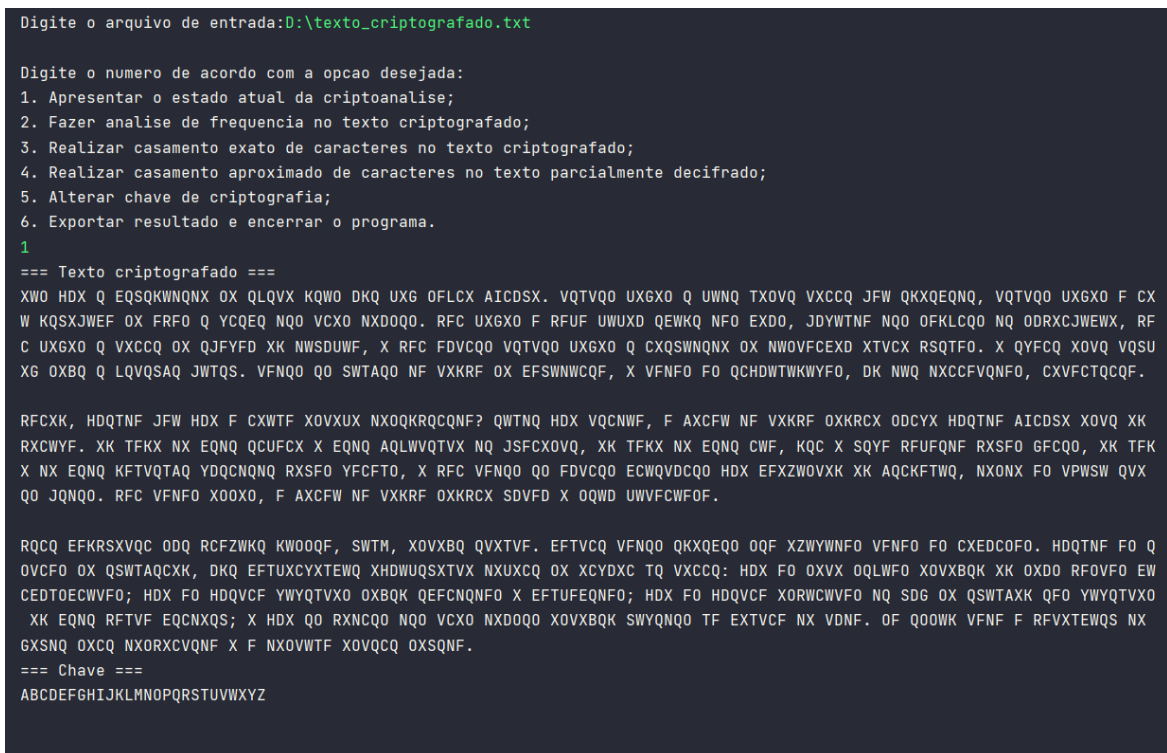 Digite o arquivo de entrada:D:\texto_criptografado.txt
Digite o numero de acordo com a opcao desejada:
1. Apresentar o estado atual da criptoanalise;
2. Fazer analise de frequencia no texto criptografado;
3. Realizar casamento exato de caracteres no texto criptografado;
4. Realizar casamento aproximado de caracteres no texto parcialmente decifrado;
5. Alterar chave de criptografia;
6. Exportar resultado e encerrar o programa.
1
=== Texto criptografado ===
XWO HDX Q EQSQKWNQNX OX QLQVX KQWO DKQ UXG OFLCX AICDSX. VQTVQO UXGXO Q UWNQ TXOVQ VXCCQ JFW QKXQEQNQ, VQTVQO UXGXO F CX
W KQSXJWEF OX FRFO Q YCQEQ NQO VCXO NXDOQO. RFC UXGXO F RFUF UWUXD QEWKQ NFO EXDO, JDYWTNF NQO OFKLCQO NQ ODRXCJWEWX, RF
C UXGXO Q VXCCQ OX QJFYFD XK NWSDUWF, X RFC FDVCQO VQTVQO UXGXO Q CXQSWNQNX OX NWOVFCEXD XTVCX RSQTFO. X QYFCQ XOVQ VQSU
XG OXBQ Q LQVQSAQ JWTQS. VFNQO QO SWTAQO NF VXKRF OX EFSWNWCQF, X VFNFO FO QCHDWTWKWYFO, DK NWQ NXCCFVQNFO, CXVFCTQCQF.
RFCXK, HDQTNF JFW HDX F CXWTF XOVXUX NXOQKRQCQNF? QWTNQ HDX VQCNWF, F AXCFW NF VXKRF OXKRCX ODCYX HDQTNF AICDSX XOVQ XK
RXCWYF. XK TFKX NX EQNQ QCUFCX X EQNQ AQLWVQTVX NQ JSFCXOVQ, XK TFKX NX EQNQ CWF, KQC X SQYF RFUFQNF RXSFO GFCQO, XK TFK
X NX EQNQ KFTVQTAQ YDQCNQNQ RXSFO YFCFTO, X RFC VFNQO QO FDVCQO ECWQVDCQO HDX EFXZWOVXK XK AQCKFTWQ, NXONX FO VPWSW QVX
QO JQNQO. RFC VFNFO XOOXO, F AXCFW NF VXKRF OXKRCX SDVFD X OQWD UWVFCWFOF.
RQCQ EFKRSXVQC ODQ RCFZWKQ KWOOQF, SWTM, XOVXBQ QVXTVF. EFTVCQ VFNQO QKXQEQO OQF XZWYWNFO VFNFO FO CXEDCOFO. HDQTNF FO Q
OVCFO OX QSWTAQCXK, DKQ EFTUXCYXTEWQ XHDWUQSXTVX NXUXCQ OX XCYDXC TQ VXCCQ: HDX FO OXVX OQLWFO XOVXBQK XK OXDO RFOVFO EW
CEDTOECWVFO; HDX FO HDQVCF YWYQTVXO OXBQK QEFCNQNFO X EFTUFEQNFO; HDX FO HDQVCF XORWCWVFO NQ SDG OX QSWTAXK QFO YWYQTVXO
XK EQNQ RFTVF EQCNXQS; X HDX QO RXNCQO NQO VCXO NXDOQO XOVXBQK SWYQNQO TF EXTVCF NX VDNF. OF QOOWK VFNF F RFVXTEWQS NX
GXSNQ OXCQ NXORXCVQNF X F NXOVWTF XOVQCQ OXSQNF.
=== Chave ===
ABCDEFGHIJKLMNOPQRSTUVWXYZ